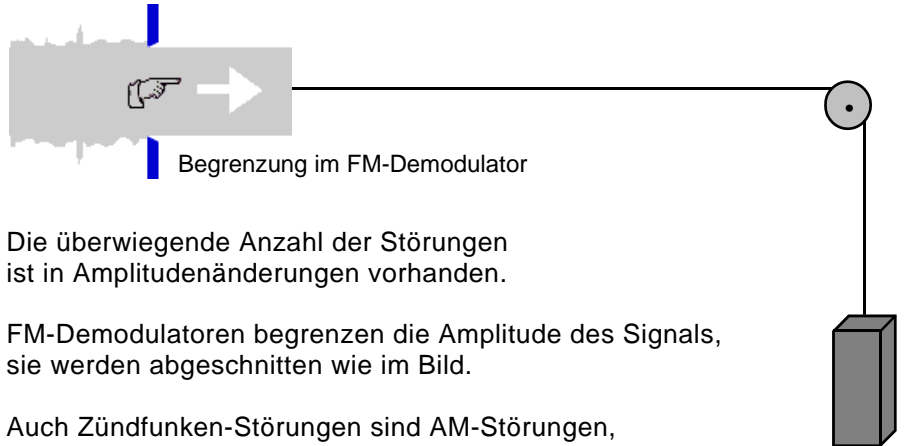 Begrenzung im FM-Demodulator
Die überwiegende Anzahl der Störungen
ist in Amplitudenänderungen vorhanden.
FM-Demodulatoren begrenzen die Amplitude des Signals,
sie werden abgeschnitten wie im Bild.
Auch Zündfunken-Störungen sind AM-Störungen,